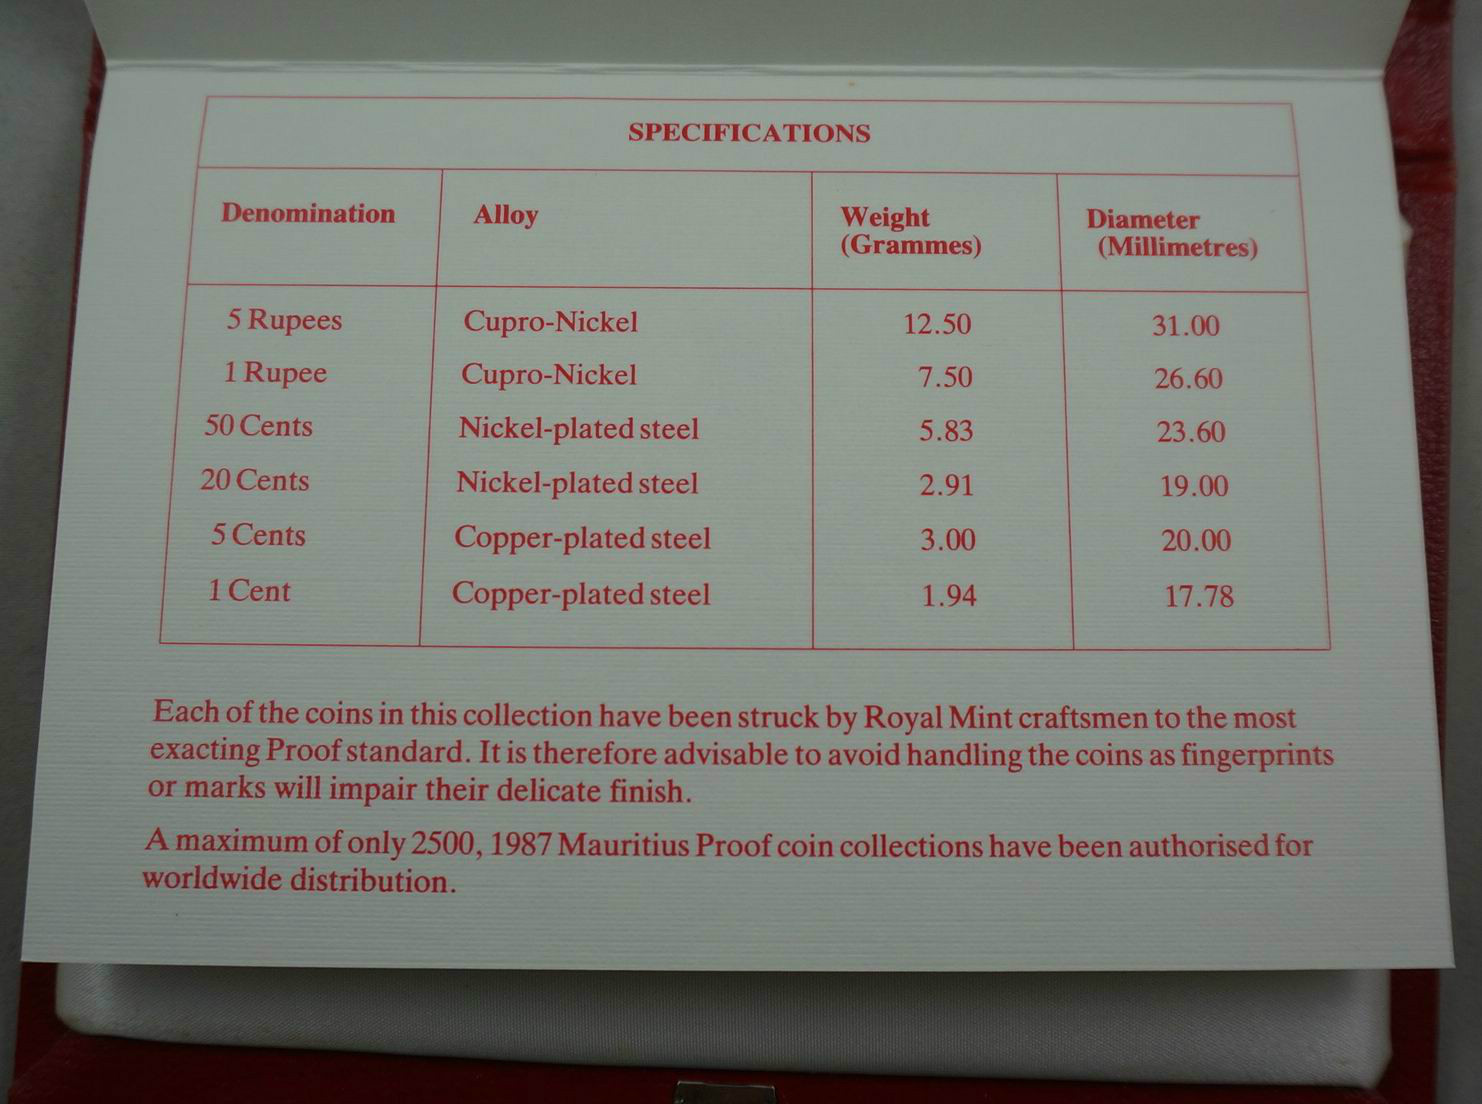 SPECIFICATIONS
Denomination Alloy Weight (Grammes) Diameter (Millimetres)
5 Rupees Cupro-Nickel 12.50 31.00
1 Rupee Cupro-Nickel 7.50 26.60
50 Cents Nickel-plated steel 5.83 23.60
20 Cents Nickel-plated steel 2.91 19.00
5 Cents Copper-plated steel 3.00 20.00
1 Cent Copper-plated steel 1.94 17.78
Each of the coins in this collection have been struck by Royal Mint craftsmen to the most
exacting Proof standard. It is therefore advisable to avoid handling the coins as fingerprints
or marks will impair their delicate finish.
A maximum of only 2500, 1987 Mauritius Proof coin collections have been authorised for
worldwide distribution.